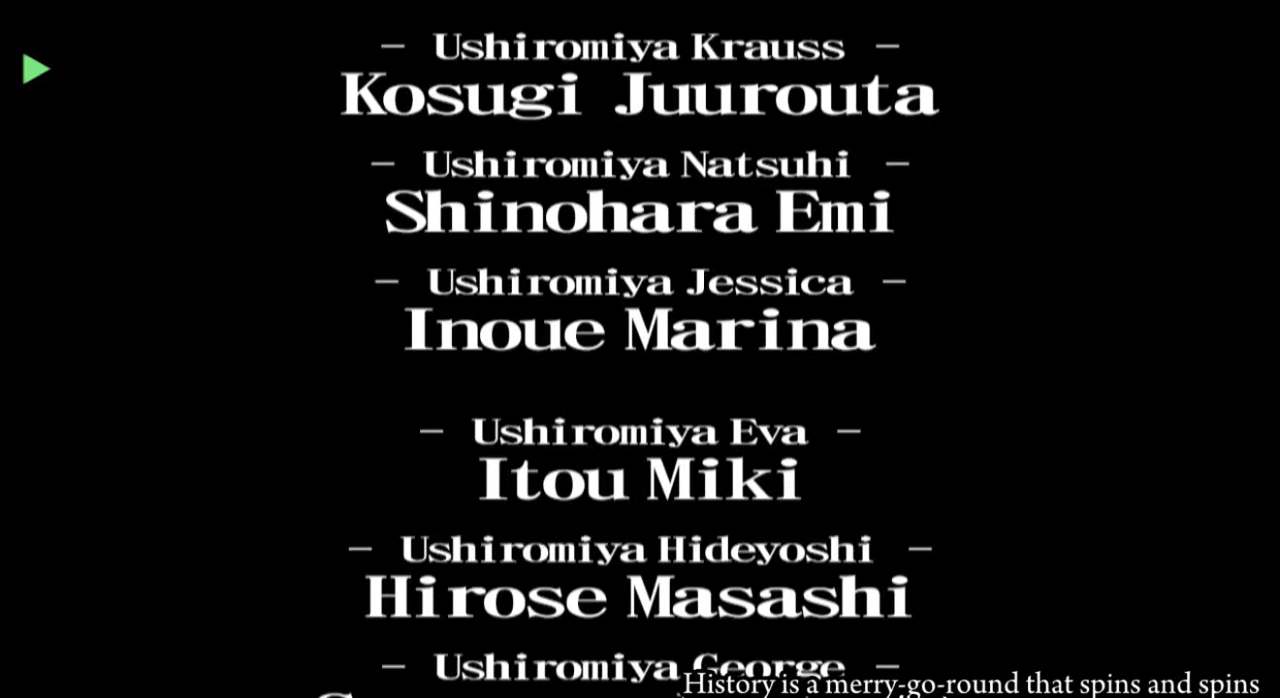 — Ushiromiya Krauss —
Kosugi Juurouta
— Ushiromiya Natsuhi —
Shinohara Emi
— Ushiromiya Jessica —
Inoue Marina
— Ushiromiya Eva —
Itou Miki
— Ushiromiya Hideyoshi —
Hirose Masashi
— Ushiromiya George —
History is a merry-go-round that spins and spins